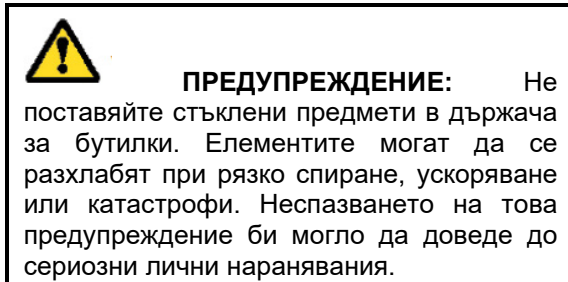 ПРЕДУПРЕЖДЕНИЕ: Не
поставяйте стъклени предмети в държача
за бутилки. Елементите могат да се
разхлабят при рязко спиране, ускоряване
или катастрофи. Неспазването на това
предупреждение би могло да доведе до
сериозни лични наранявания.